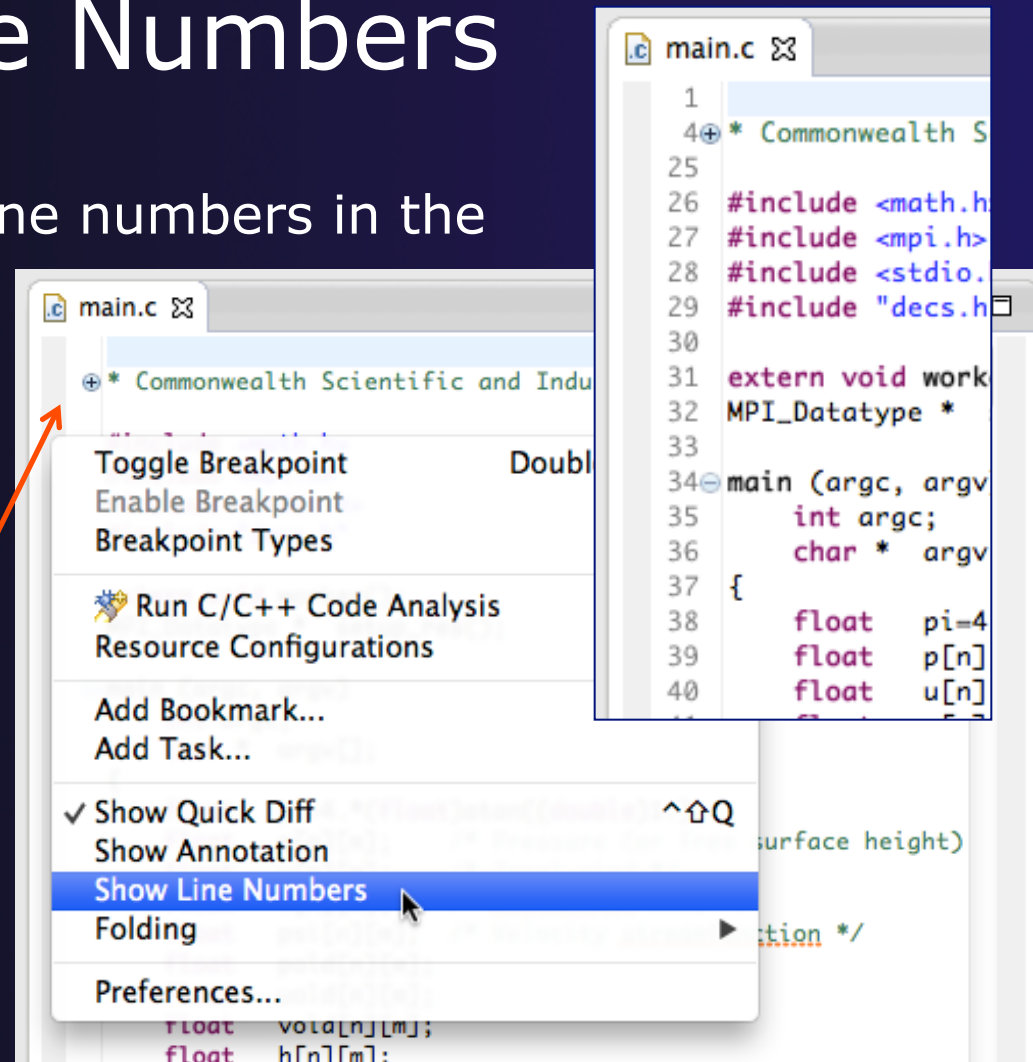 e Numbers
ne numbers in the
main.c
1
4 * Commonwealth S
25
26 #include <math.h
27 #include <mpi.h>
28 #include <stdio.
29 #include "decs.h
30
31 extern void work
32 MPI_Datatype *
33
34 main (argc, argv
35 int argc;
36 char * argv
37 {
38 float pi=4
39 float p[n]
40 float u[n]
main.c
* Commonwealth Scientific and Indu
Toggle Breakpoint Doubl
Enable Breakpoint
Breakpoint Types
Run C/C++ Code Analysis
Resource Configurations
Add Bookmark...
Add Task...
Show Quick Diff ^⇧Q
Show Annotation
surface height)
Show Line Numbers
Folding
ction */
Preferences...
float vold[n][m];
float h[n][m];